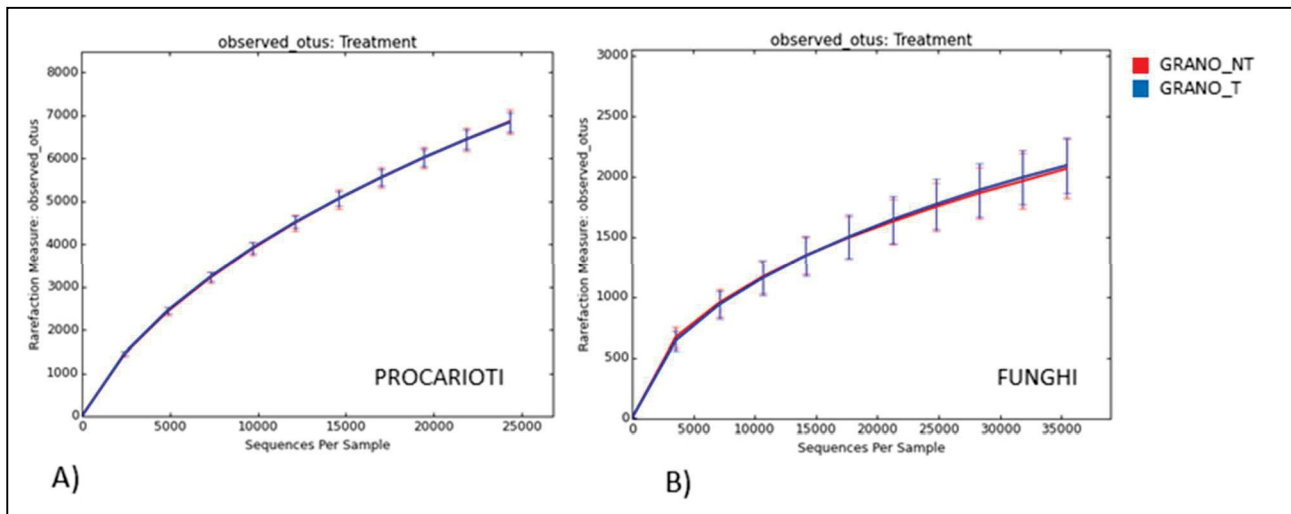 observed_otus: Treatment
Rarefaction Measure: observed_otus
8000
7000
6000
5000
4000
3000
2000
1000
0
0 5000 10000 15000 20000 25000
Sequences Per Sample
PROCARIOTI
A)
observed_otus: Treatment
Rarefaction Measure: observed_otus
3000
2500
2000
1500
1000
500
0
0 5000 10000 15000 20000 25000 30000 35000
Sequences Per Sample
FUNGHI
B)
GRANO_NT
GRANO_T